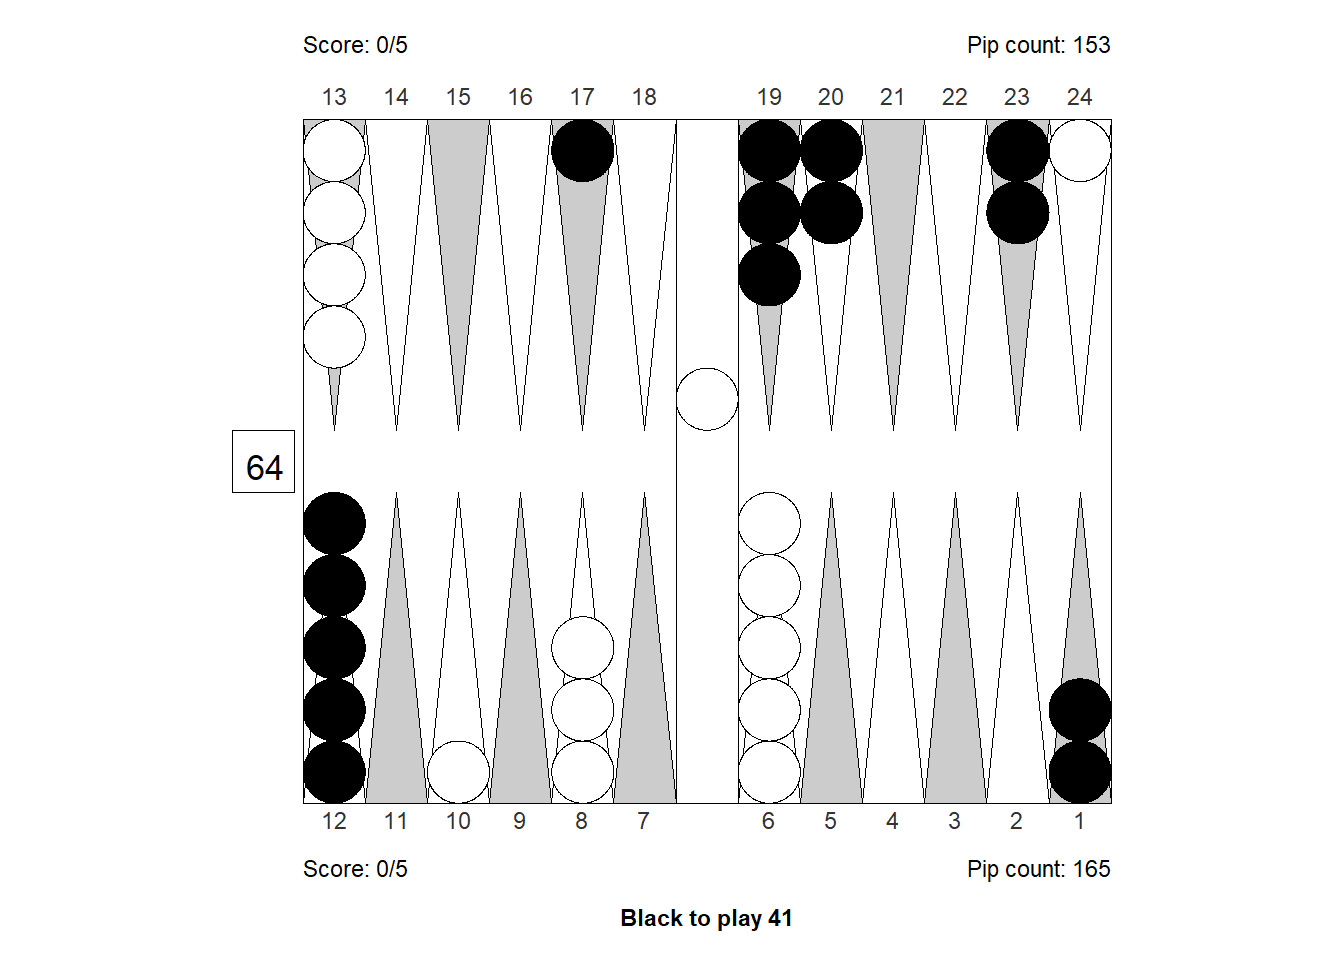 Score: 0/5 Pip count: 153
13 14 15 16 17 18 19 20 21 22 23 24
64
12 11 10 9 8 7 6 5 4 3 2 1
Score: 0/5 Pip count: 165
Black to play 41